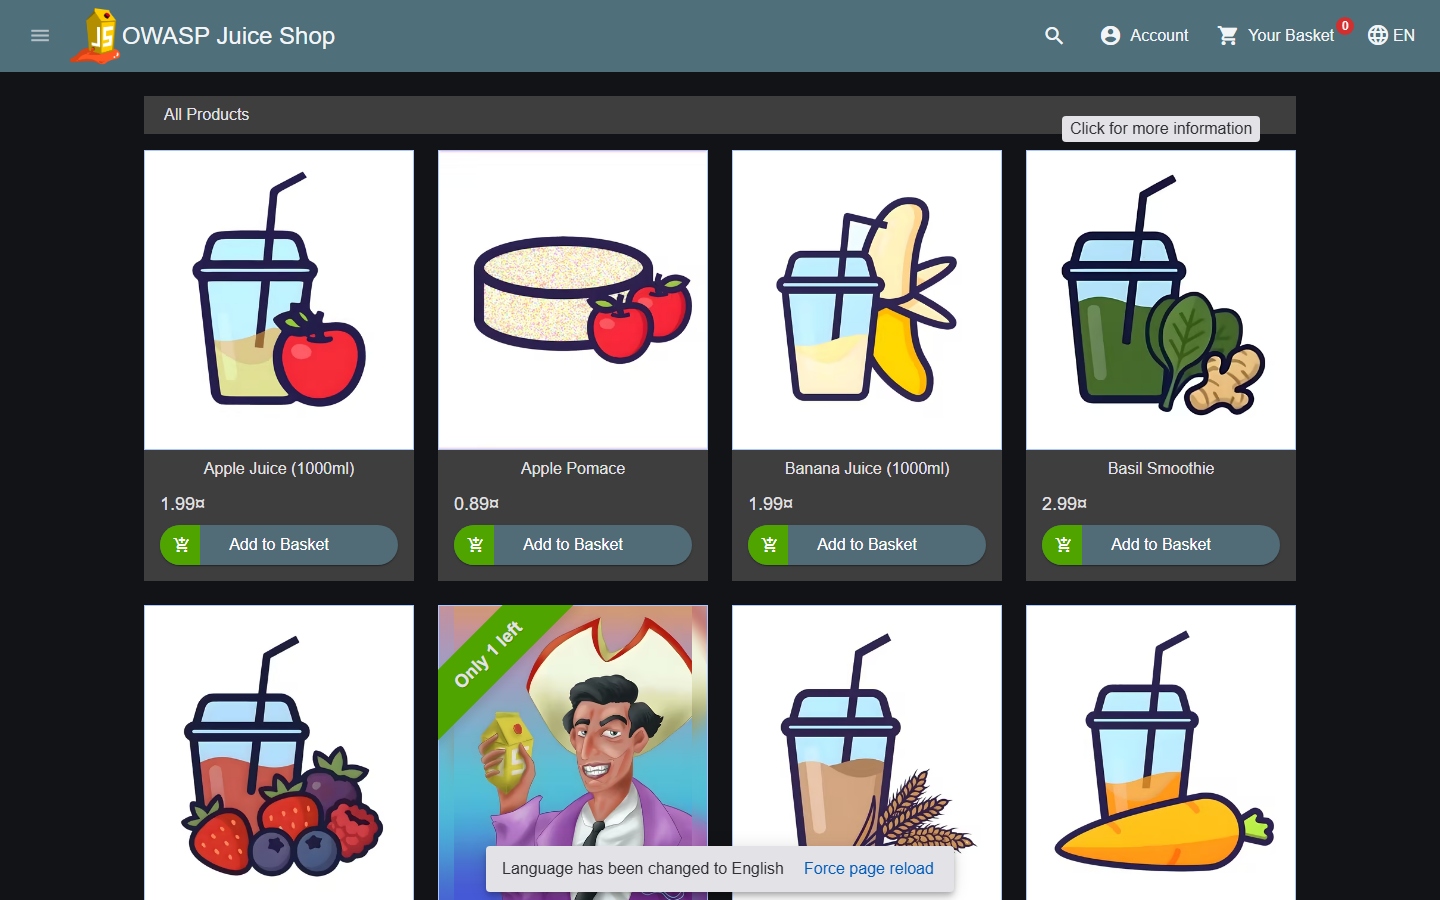 OWASP Juice Shop
Account
Your Basket
0
EN
All Products
Click for more information
Apple Juice (1000ml)
1.99¤
Add to Basket
Apple Pomace
0.89¤
Add to Basket
Banana Juice (1000ml)
1.99¤
Add to Basket
Basil Smoothie
2.99¤
Add to Basket
Only 1 left
JS
Language has been changed to English
Force page reload